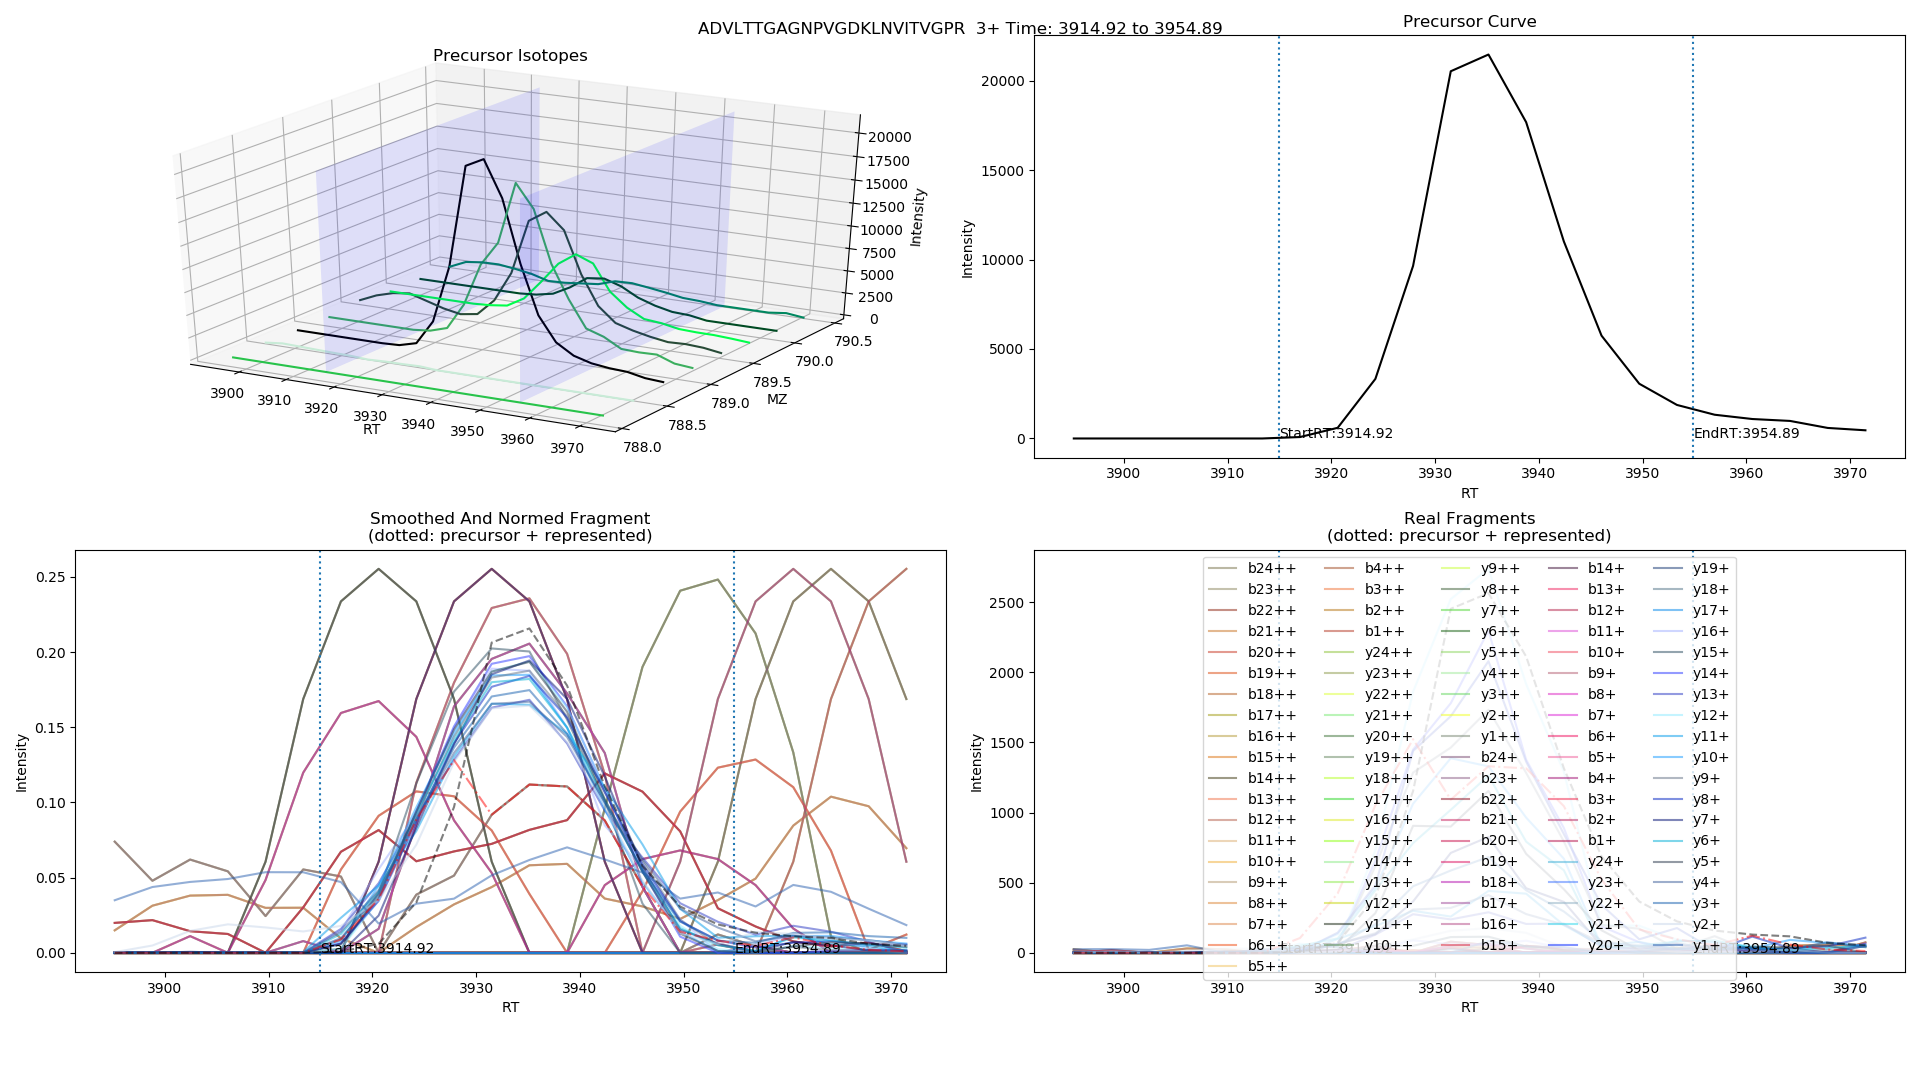 ADVLTTGAGNPVGDKLNVITVGPR  3+ Time: 3914.92 to 3954.89
Precursor Isotopes
20000
17500
15000
12500
10000
7500
5000
2500
0
Intensity
790.5
790.0
789.5
789.0
788.5
788.0
MZ
3900
3910
3920
3930
3940
3950
3960
3970
RT
Precursor Curve
20000
15000
10000
5000
0
Intensity
StartRT:3914.92
EndRT:3954.89
3900 3910 3920 3930 3940 3950 3960 3970
RT
Smoothed And Normed Fragment
(dotted: precursor + represented)
0.25
0.20
0.15
0.10
0.05
0.00
Intensity
StartRT:3914.92
EndRT:3954.89
3900 3910 3920 3930 3940 3950 3960 3970
RT
Real Fragments
(dotted: precursor + represented)
2500
2000
1500
1000
500
0
Intensity
b24++ b4++ y9++ b14+ y19+
b23++ b3++ y8++ b13+ y18+
b22++ b2++ y7++ b12+ y17+
b21++ b1++ y6++ b11+ y16+
b20++ y24++ y5++ b10+ y15+
b19++ y23++ y4++ b9+ y14+
b18++ y22++ y3++ b8+ y13+
b17++ y21++ y2++ b7+ y12+
b16++ y20++ y1++ b6+ y11+
b15++ y19++ b24+ b5+ y10+
b14++ y18++ b23+ b4+ y9+
b13++ y17++ b22+ b3+ y8+
b12++ y16++ b21+ b2+ y7+
b11++ y15++ b20+ b1+ y6+
b10++ y14++ b19+ y24+ y5+
b9++ y13++ b18+ y23+ y4+
b8++ y12++ b17+ y22+ y3+
b7++ y11++ b16+ y21+ y2+
b6++ y10++ b15+ y20+ y1+
b5++
3900 3910 3920 3930 3940 3950 3960 3970
RT